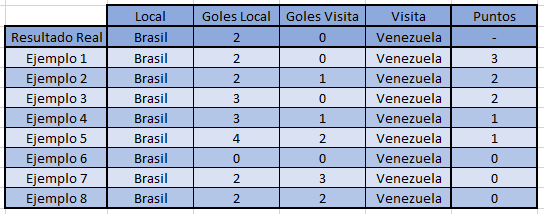 Local Goles Local Goles Visita Visita Puntos
Resultado Real Brasil 2 0 Venezuela -
Ejemplo 1 Brasil 2 0 Venezuela 3
Ejemplo 2 Brasil 2 1 Venezuela 2
Ejemplo 3 Brasil 3 0 Venezuela 2
Ejemplo 4 Brasil 3 1 Venezuela 1
Ejemplo 5 Brasil 4 2 Venezuela 1
Ejemplo 6 Brasil 0 0 Venezuela 0
Ejemplo 7 Brasil 2 3 Venezuela 0
Ejemplo 8 Brasil 2 2 Venezuela 0